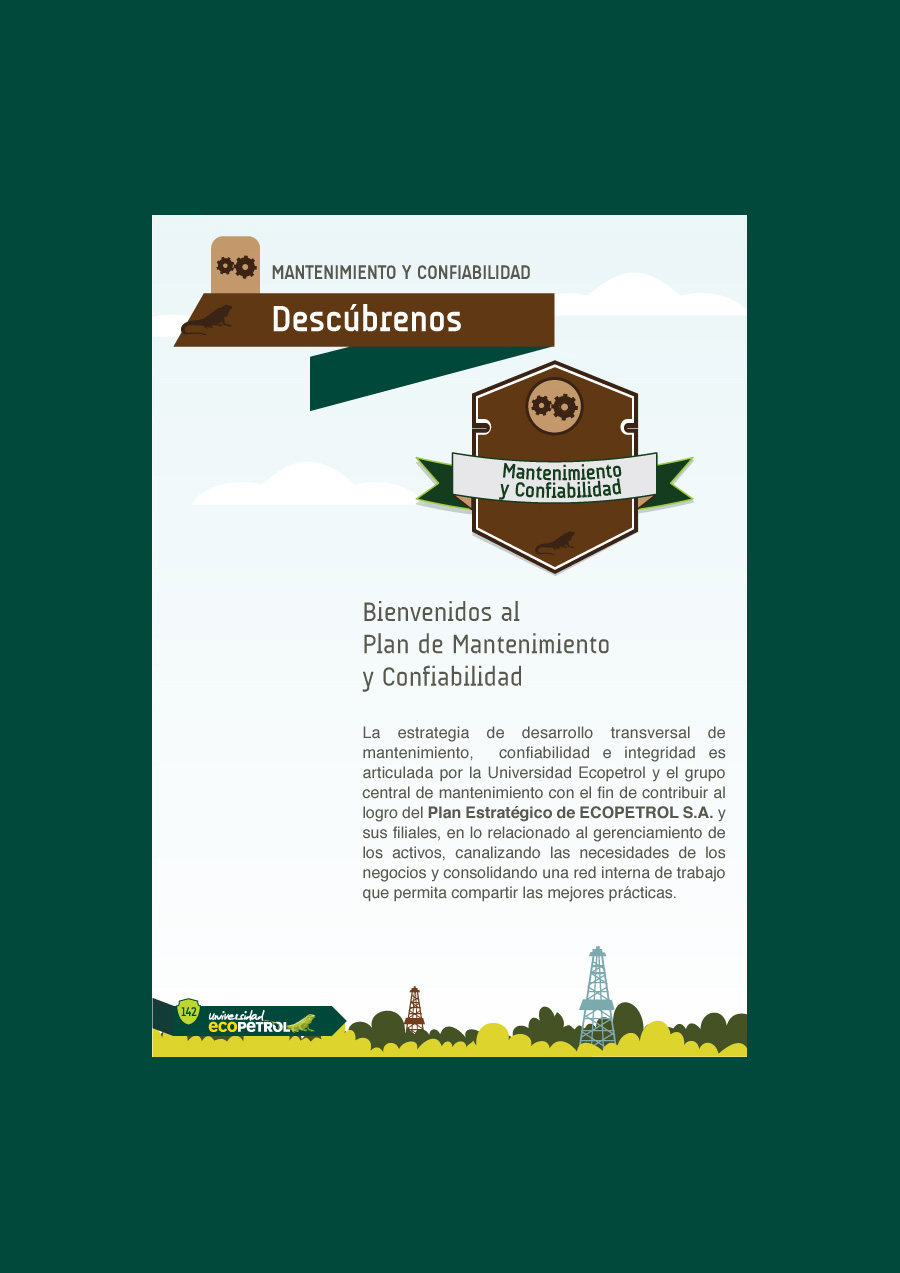 MANTENIMIENTO Y CONFIABILIDAD
Descúbrenos
Mantenimiento
y Confiabilidad
Bienvenidos al
Plan de Mantenimiento
y Confiabilidad
La estrategia de desarrollo transversal de
mantenimiento, confiabilidad e integridad es
articulada por la Universidad Ecopetrol y el grupo
central de mantenimiento con el fin de contribuir al
logro del Plan Estratégico de ECOPETROL S.A. y
sus filiales, en lo relacionado al gerenciamiento de
los activos, canalizando las necesidades de los
negocios y consolidando una red interna de trabajo
que permita compartir las mejores prácticas.
142
universidad
ECOPETROL